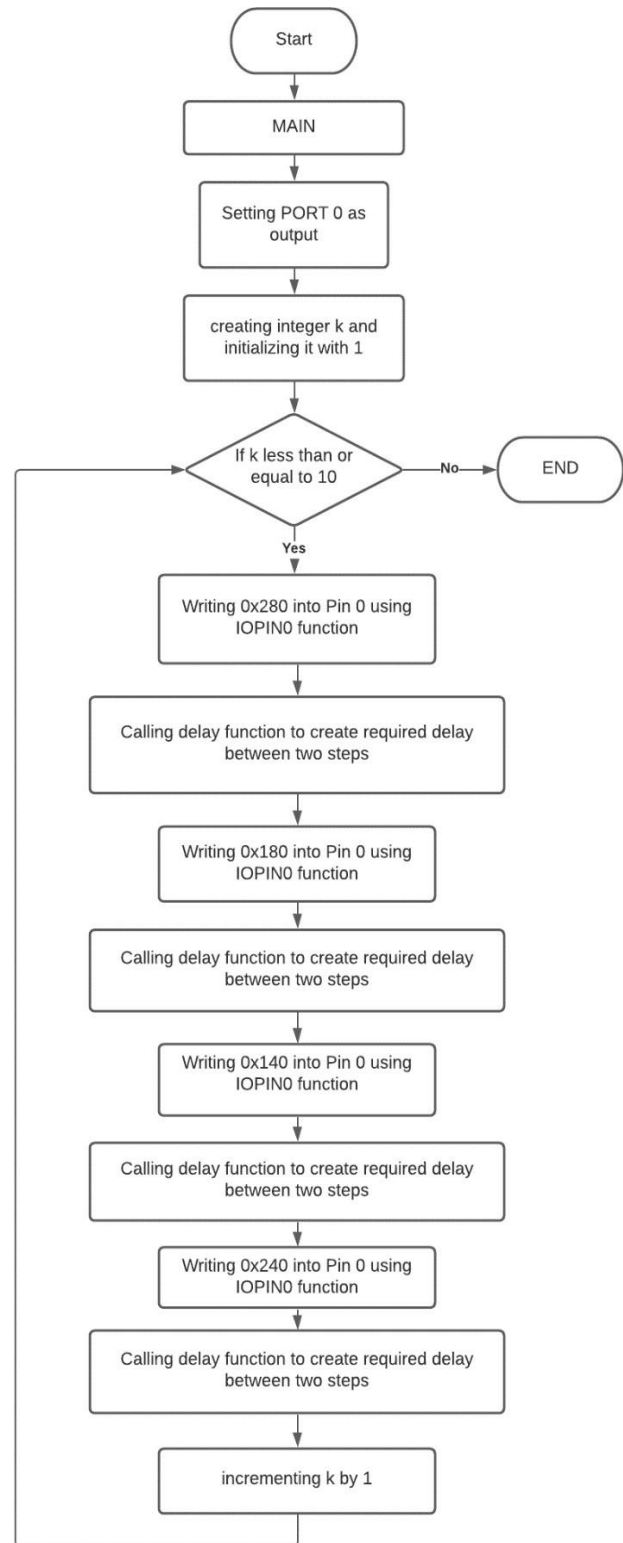 Start
MAIN
Setting PORT 0 as
output
creating integer k and
initializing it with 1
If k less than or
equal to 10
No
END
Yes
Writing 0x280 into Pin 0 using
IOPIN0 function
Calling delay function to create required delay
between two steps
Writing 0x180 into Pin 0 using
IOPIN0 function
Calling delay function to create required delay
between two steps
Writing 0x140 into Pin 0 using
IOPIN0 function
Calling delay function to create required delay
between two steps
Writing 0x240 into Pin 0 using
IOPIN0 function
Calling delay function to create required delay
between two steps
incrementing k by 1